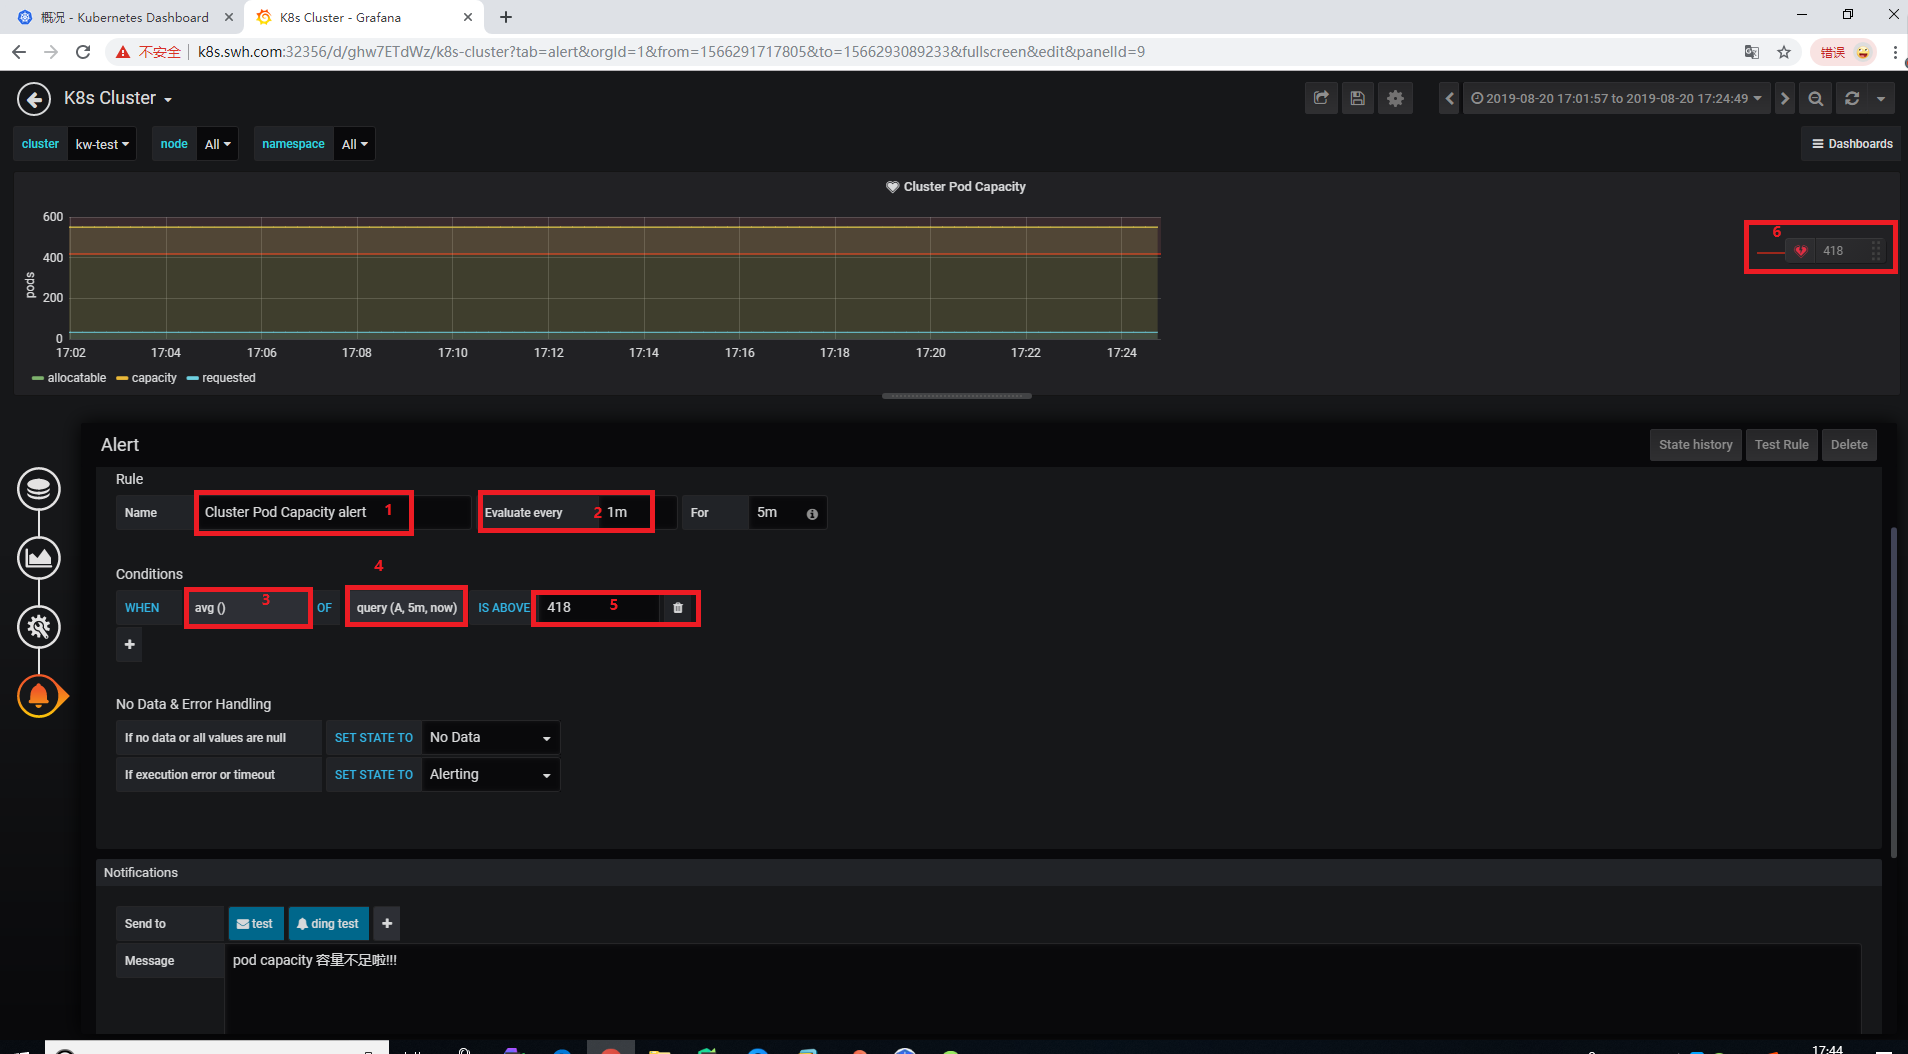 概况 - Kubernetes Dashboard
K8s Cluster - Grafana
不安全
k8s.swh.com:32356/d/ghw7ETdWz/k8s-cluster?tab=alert&orgId=1&from=1566291717805&to=1566293089233&fullscreen&edit&panelId=9
错误
K8s Cluster
2019-08-20 17:01:57 to 2019-08-20 17:24:49
cluster kw-test node All namespace All
Dashboards
Cluster Pod Capacity
600
400
200
0
pods
17:02 17:04 17:06 17:08 17:10 17:12 17:14 17:16 17:18 17:20 17:22 17:24
allocatable capacity requested
6
418
Alert
State history Test Rule Delete
Rule
Name Cluster Pod Capacity alert 1 Evaluate every 2 1m For 5m
Conditions
4
WHEN avg () 3 OF query (A, 5m, now) IS ABOVE 418 5
No Data & Error Handling
If no data or all values are null SET STATE TO No Data
If execution error or timeout SET STATE TO Alerting
Notifications
Send to test ding test
Message pod capacity 容量不足啦!!!
17:44